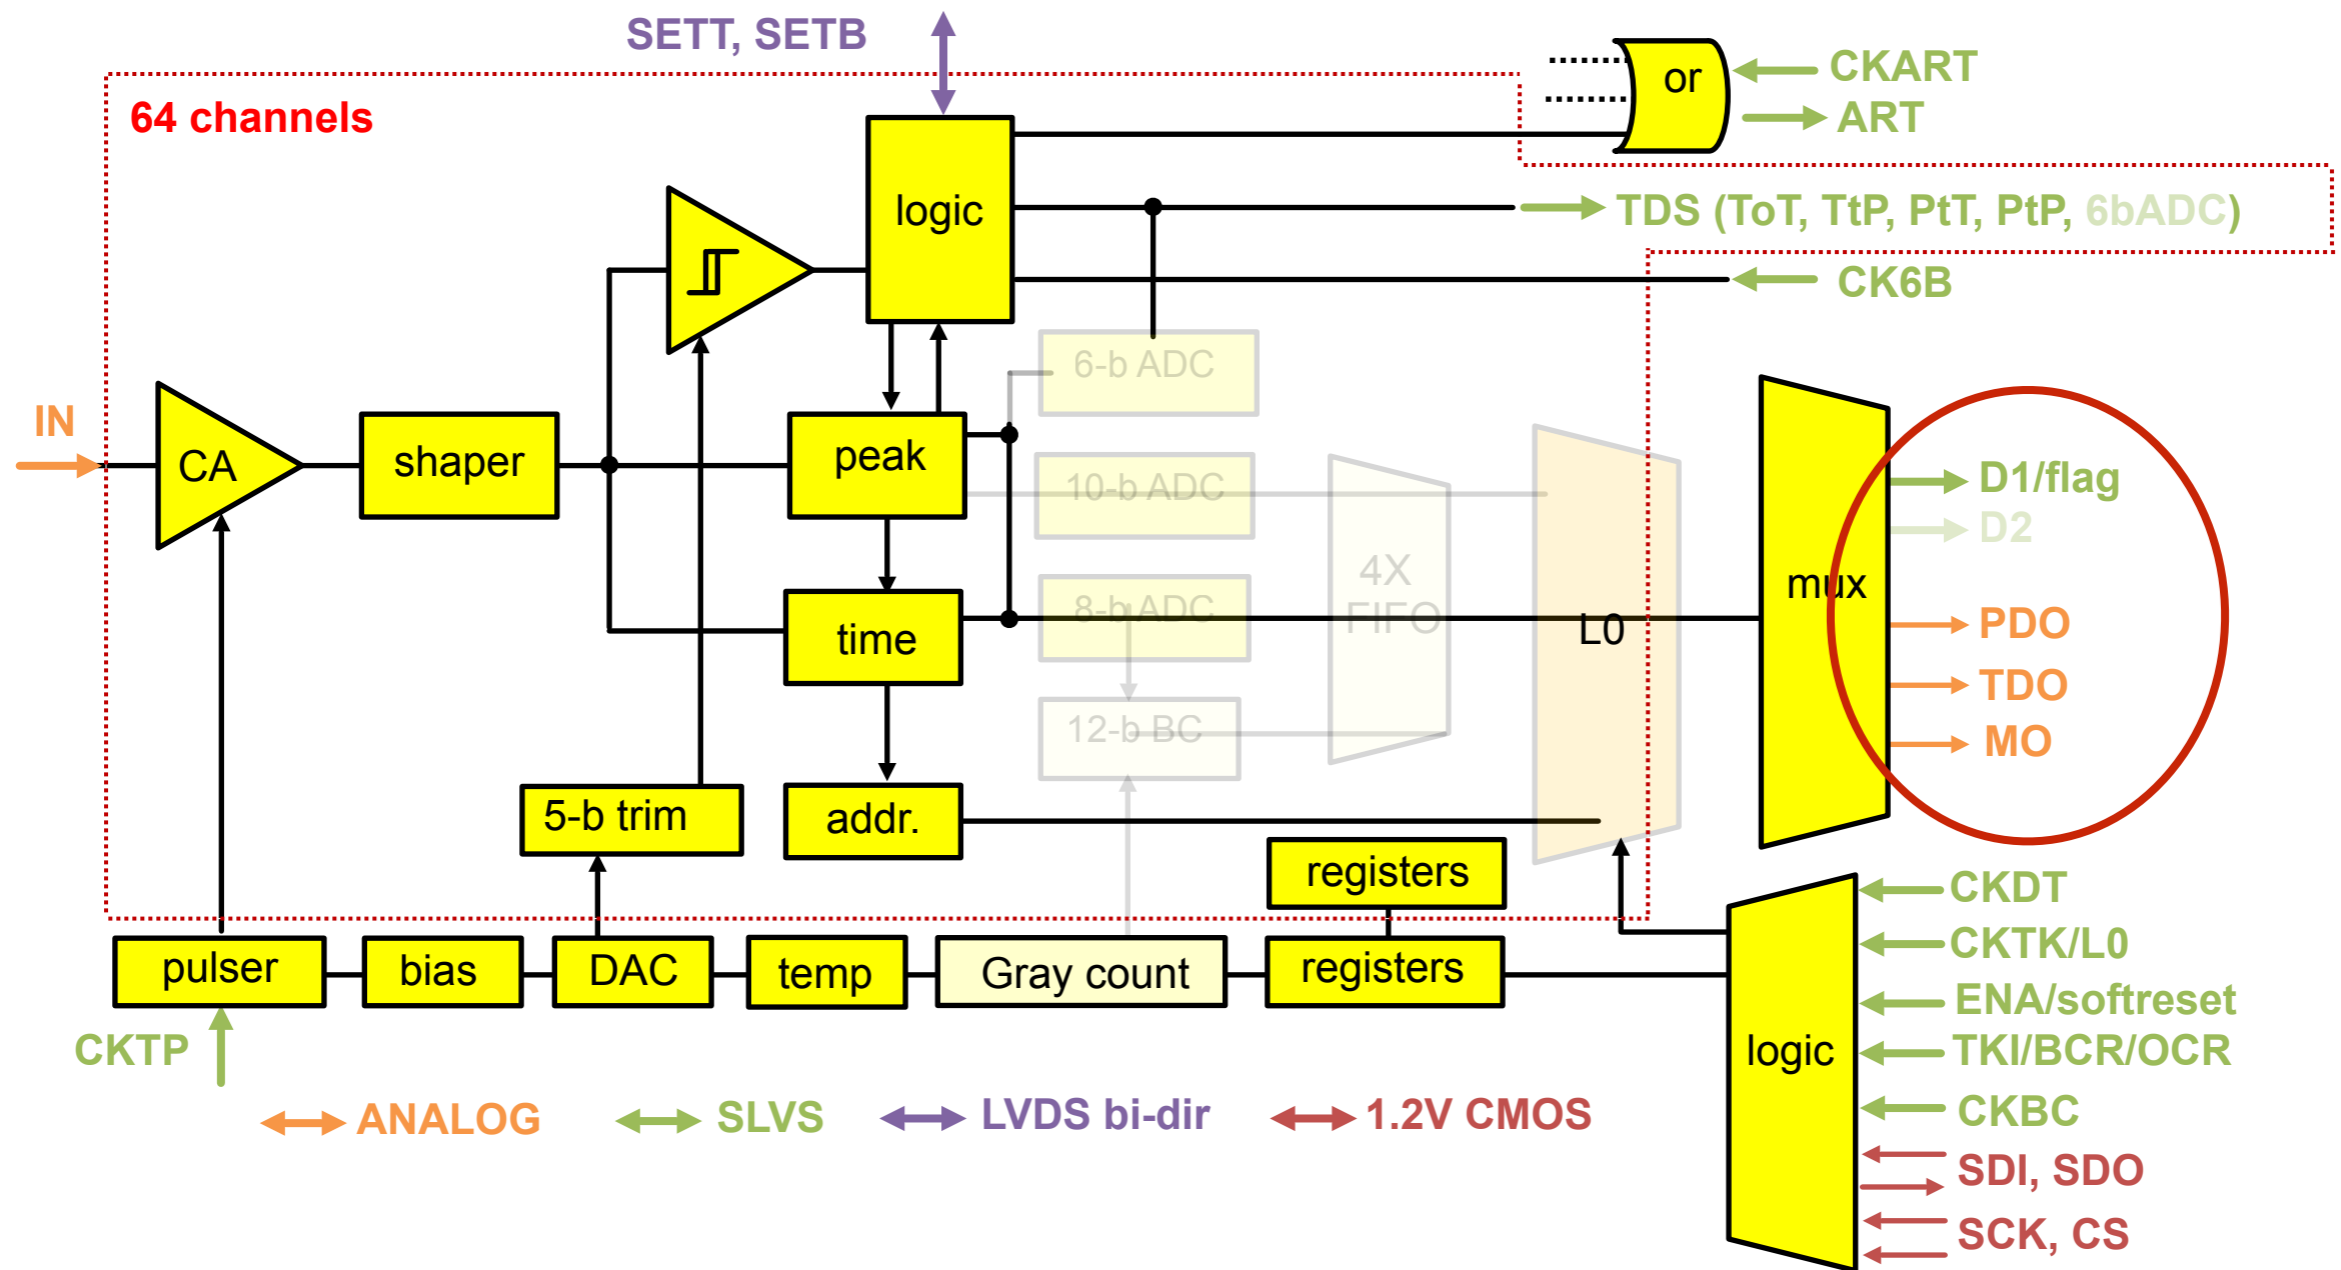 SETT, SETB
or
CKART
ART
64 channels
logic
TDS (ToT, TtP, PtT, PtP, 6bADC)
CK6B
6-b ADC
IN
CA
shaper
peak
10-b ADC
D1/flag
D2
4X
FIFO
mux
8-b ADC
time
L0
PDO
TDO
MO
12-b BC
5-b trim
addr.
registers
CKDT
pulser
bias
DAC
temp
Gray count
registers
CKTK/L0
ENA/softreset
CKTP
logic
TKI/BCR/OCR
ANALOG
SLVS
LVDS bi-dir
1.2V CMOS
CKBC
SDI, SDO
SCK, CS